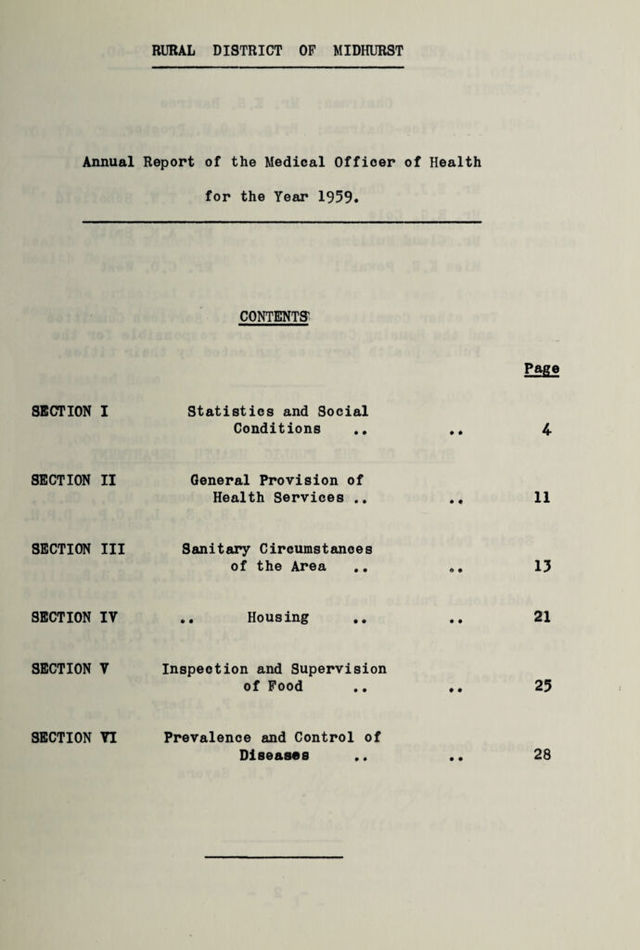 RURAL DISTRICT OF MIDHURST
Annual Report of the Medical Officer of Health
for the Year 1959.
CONTENTS
Page
SECTION I Statistics and Social
Conditions .. .. 4
SECTION II General Provision of
Health Services .. .. 11
SECTION III Sanitary Circumstances
of the Area .. .. 13
SECTION IV .. Housing .. .. 21
SECTION V Inspection and Supervision
of Food .. .. 25
SECTION VI Prevalence and Control of
Diseases .. .. 28